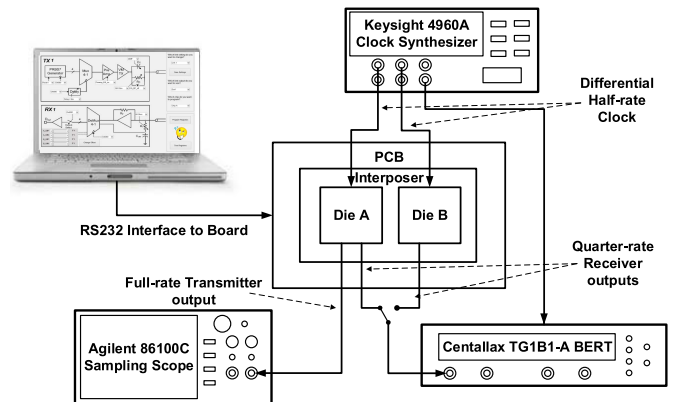 Keysight 4960A
Clock Synthesizer
TX 1
RX 1
Differential
Half-rate
Clock
PCB
Interposer
Die A
Die B
RS232 Interface to Board
Quarter-rate
Receiver
outputs
Full-rate Transmitter
output
Agilent 86100C
Sampling Scope
Centallax TG1B1-A BERT